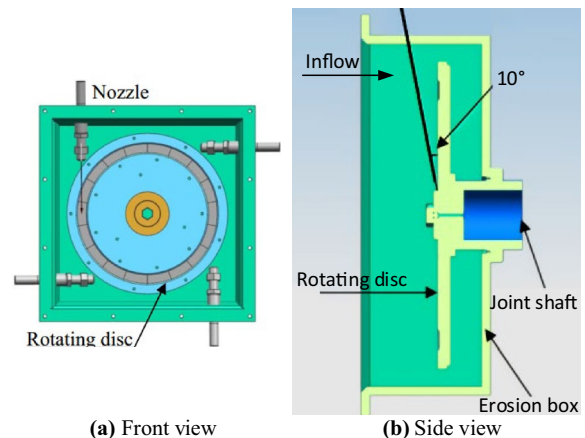 Nozzle
Rotating disc
(a) Front view
Inflow
10°
Rotating disc
Joint shaft
Erosion box
(b) Side view